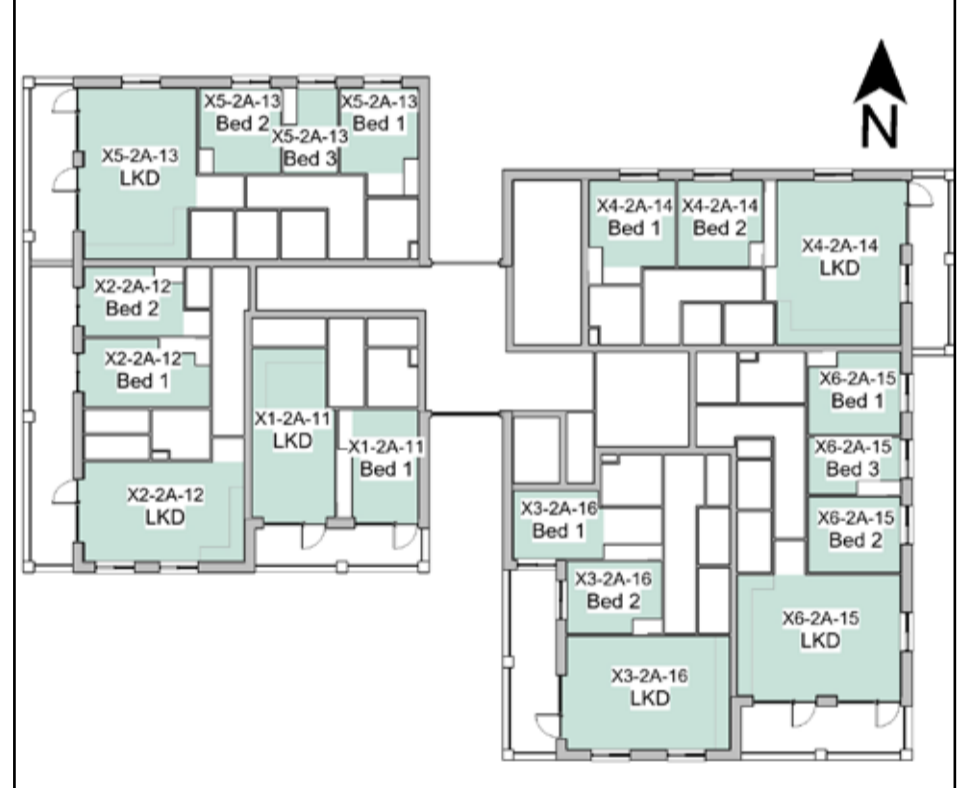 X5-2A-13
LKD
X5-2A-13
Bed 2
X5-2A-13
Bed 3
X5-2A-13
Bed 1
N
X4-2A-14
Bed 1
X4-2A-14
Bed 2
X4-2A-14
LKD
X2-2A-12
Bed 2
X2-2A-12
Bed 1
X1-2A-11
LKD
X1-2A-11
Bed 1
X2-2A-12
LKD
X6-2A-15
Bed 1
X6-2A-15
Bed 3
X6-2A-15
Bed 2
X3-2A-16
Bed 1
X3-2A-16
Bed 2
X6-2A-15
LKD
X3-2A-16
LKD